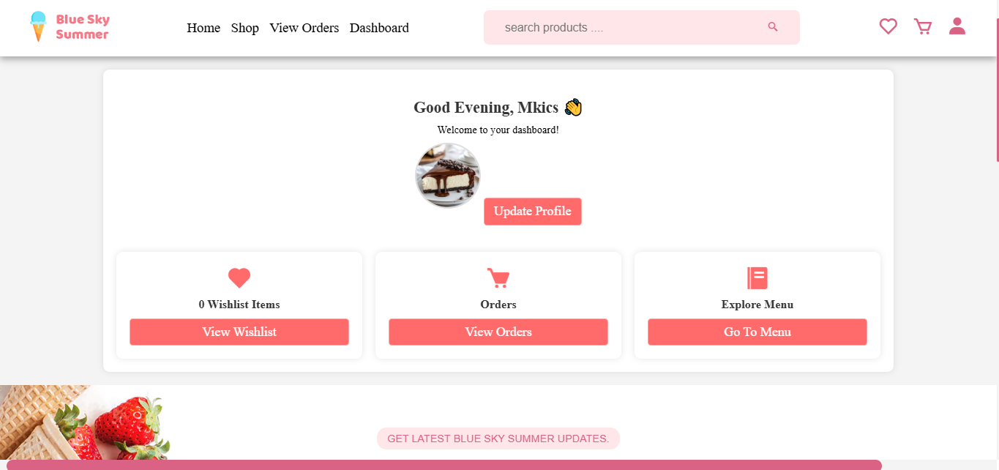 Blue Sky
Summer
Home Shop View Orders Dashboard
search products ....
Good Evening, Mkics 👏
Welcome to your dashboard!
Update Profile
0 Wishlist Items
View Wishlist
Orders
View Orders
Explore Menu
Go To Menu
GET LATEST BLUE SKY SUMMER UPDATES.